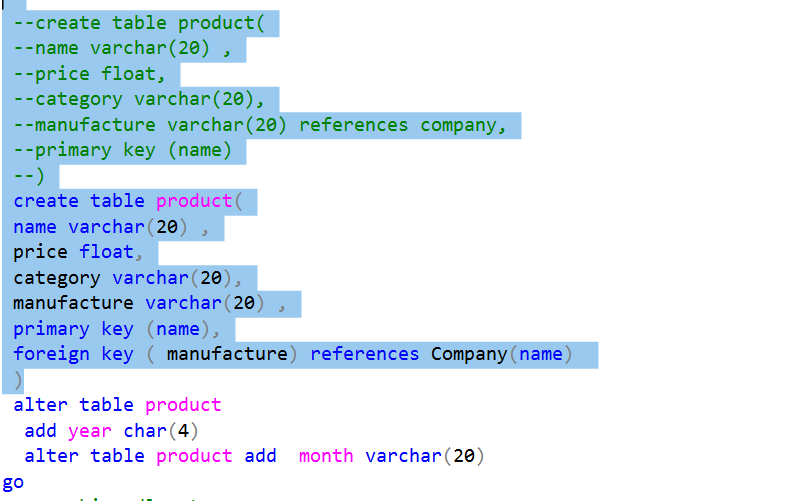 --create table product(
--name varchar(20) ,
--price float,
--category varchar(20),
--manufacture varchar(20) references company,
--primary key (name)
--)
create table product(
name varchar(20) ,
price float,
category varchar(20),
manufacture varchar(20) ,
primary key (name),
foreign key ( manufacture) references Company(name)
)
alter table product
add year char(4)
alter table product add  month varchar(20)
go